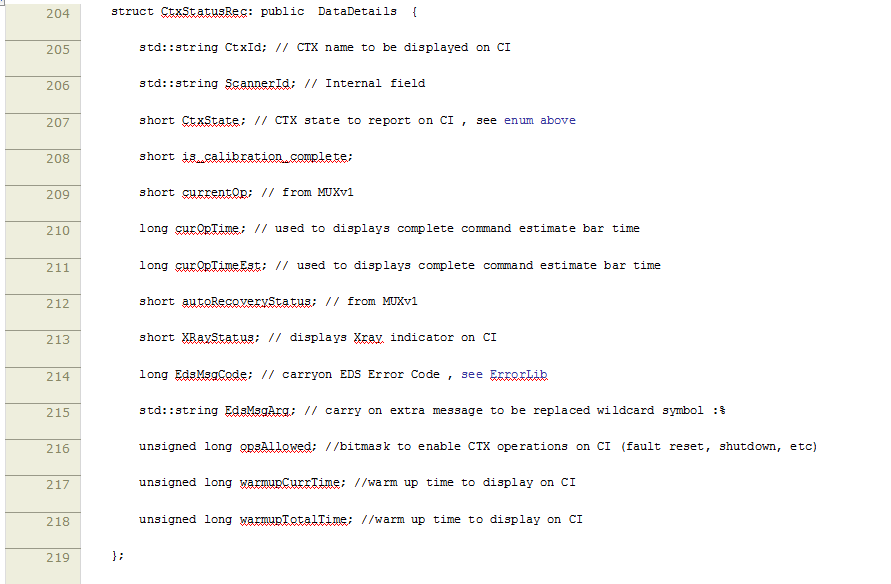 204 struct CtxStatusRec: public  DataDetails  {
205 std::string CtxId; // CTX name to be displayed on CI
206 std::string ScannerId; // Internal field
207 short CtxState; // CTX state to report on CI , see enum above
208 short is_calibration_complete;
209 short currentOp; // from MUXv1
210 long curOpTime; // used to displays complete command estimate bar time
211 long curOpTimeEst; // used to displays complete command estimate bar time
212 short autoRecoveryStatus; // from MUXv1
213 short XRayStatus; // displays Xray indicator on CI
214 long EdsMsgCode; // carryon EDS Error Code , see ErrorLib
215 std::string EdsMsgArg; // carry on extra message to be replaced wildcard symbol :%
216 unsigned long opsAllowed; //bitmask to enable CTX operations on CI (fault reset, shutdown, etc)
217 unsigned long warmupCurrTime; //warm up time to display on CI
218 unsigned long warmupTotalTime; //warm up time to display on CI
219 };